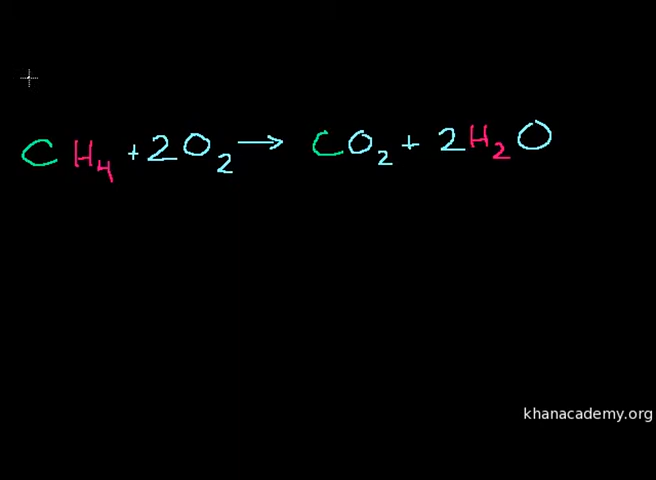 CH₄ + 2O₂ → CO₂ + 2H₂O
khanacademy.org